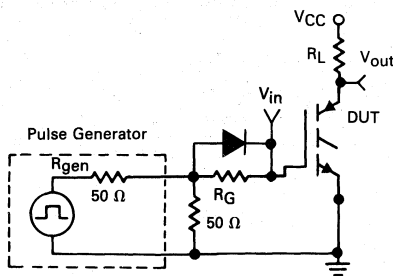 VCC
RL
Vout
Vin
DUT
Pulse Generator
Rgen
50 Ω
RG
50 Ω